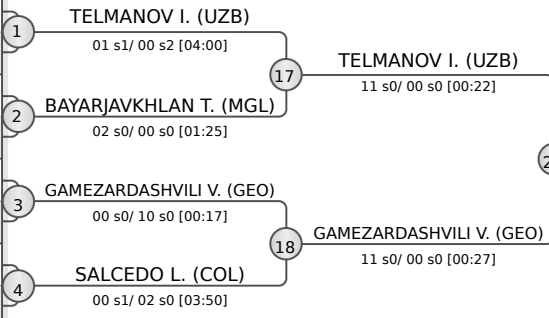 1
TELMANOV I. (UZB)
01 s1/ 00 s2 [04:00]
17
TELMANOV I. (UZB)
11 s0/ 00 s0 [00:22]
2
BAYARJAVKHLAN T. (MGL)
02 s0/ 00 s0 [01:25]
3
GAMEZARDASHVILI V. (GEO)
00 s0/ 10 s0 [00:17]
18
GAMEZARDASHVILI V. (GEO)
11 s0/ 00 s0 [00:27]
4
SALCEDO L. (COL)
00 s1/ 02 s0 [03:50]